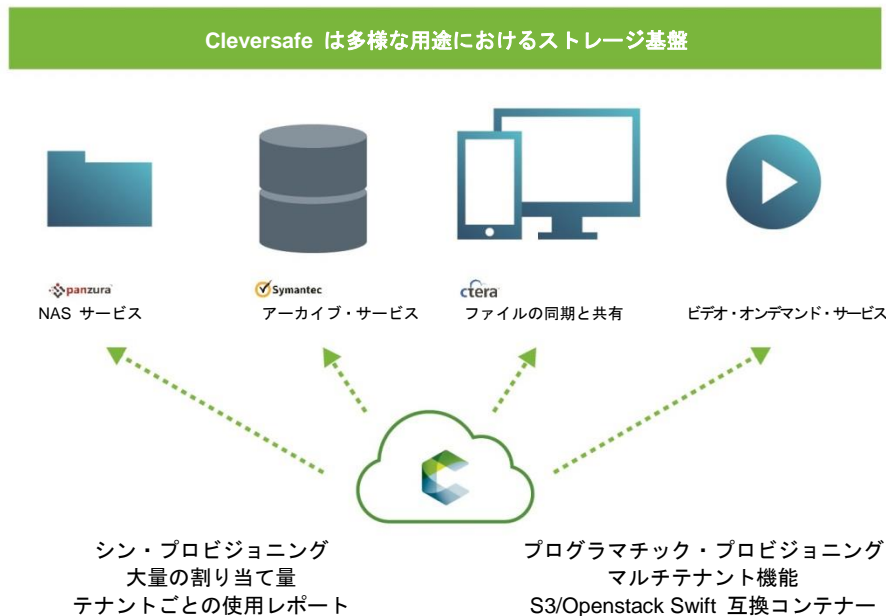 Cleversafe は多様な用途におけるストレージ基盤
panzura
Symantec
ctera
NAS サービス
アーカイブ・サービス
ファイルの同期と共有
ビデオ・オンデマンド・サービス
シン・プロビジョニング
大量の割り当て量
テナントごとの使用レポート
プログラマチック・プロビジョニング
マルチテナント機能
S3/Openstack Swift 互換コンテナー